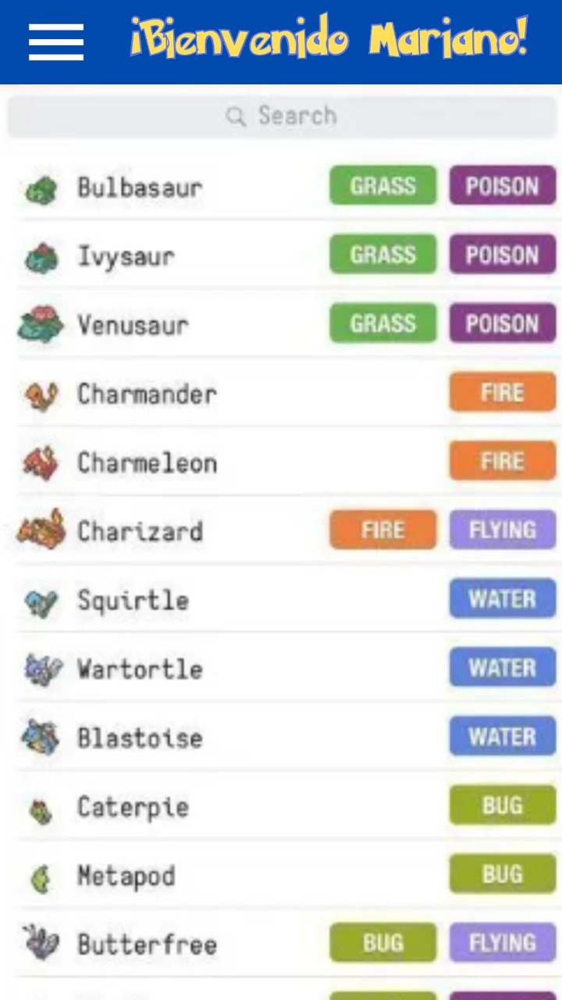 ¡Bienvenido Mariano!
Search
Bulbasaur GRASS POISON
Ivysaur GRASS POISON
Venusaur GRASS POISON
Charmander FIRE
Charmeleon FIRE
Charizard FIRE FLYING
Squirtle WATER
Wartortle WATER
Blastoise WATER
Caterpie BUG
Metapod BUG
Butterfree BUG FLYING